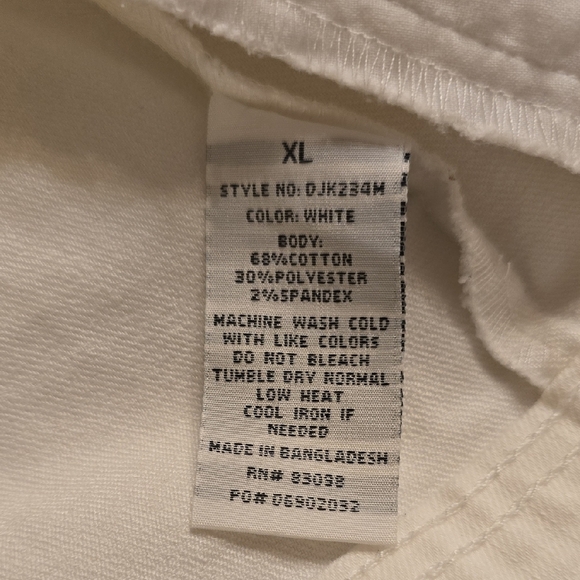 XL
STYLE NO: DJK234M
COLOR: WHITE
BODY:
68%COTTON
30%POLYESTER
2%SPANDEX
MACHINE WASH COLD
WITH LIKE COLORS
DO NOT BLEACH
TUMBLE DRY NORMAL
LOW HEAT
COOL IRON IF
NEEDED
MADE IN BANGLADESH
RN# 83098
PO# 06902032